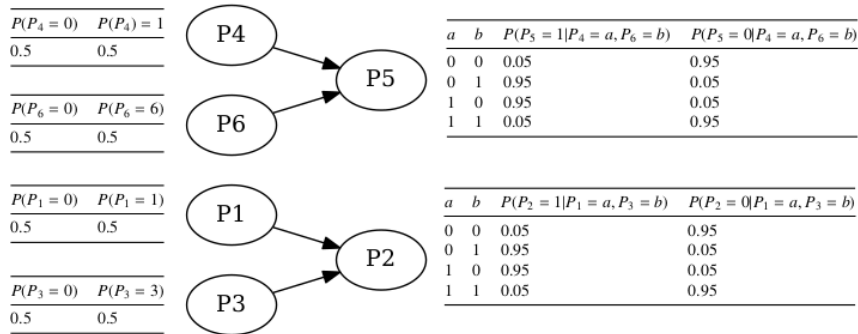 P(P4 = 0) P(P4) = 1
0.5 0.5
P4
P5
a b P(P5 = 1|P4 = a, P6 = b) P(P5 = 0|P4 = a, P6 = b)
0 0 0.05 0.95
0 1 0.95 0.05
1 0 0.95 0.05
1 1 0.05 0.95
P(P6 = 0) P(P6 = 6)
0.5 0.5
P6
P(P1 = 0) P(P1 = 1)
0.5 0.5
P1
P2
a b P(P2 = 1|P1 = a, P3 = b) P(P2 = 0|P1 = a, P3 = b)
0 0 0.05 0.95
0 1 0.95 0.05
1 0 0.95 0.05
1 1 0.05 0.95
P(P3 = 0) P(P3 = 3)
0.5 0.5
P3